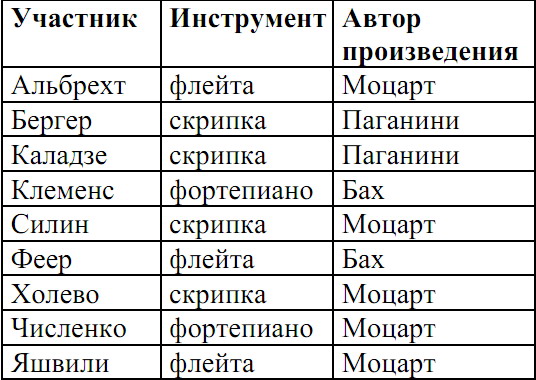 Участник Инструмент Автор
произведения
Альбрехт флейта Моцарт
Бергер скрипка Паганини
Каладзе скрипка Паганини
Клеменс фортепиано Бах
Силин скрипка Моцарт
Феер флейта Бах
Холево скрипка Моцарт
Численко фортепиано Моцарт
Яшвили флейта Моцарт